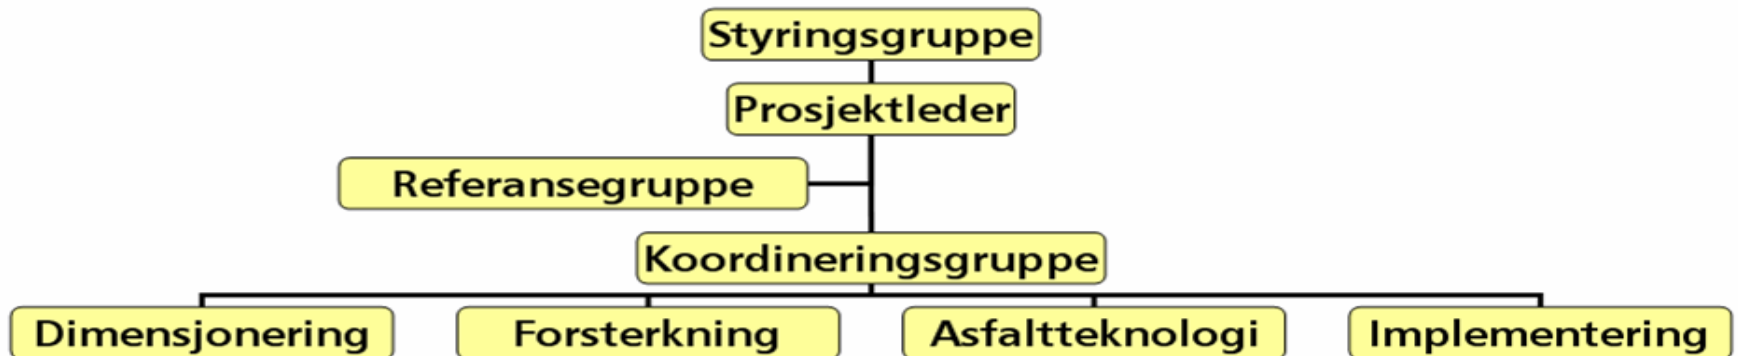 Styringsgruppe
Prosjektleder
Referansegruppe
Koordineringsgruppe
Dimensjonering
Forsterkning
Asfaltteknologi
Implementering